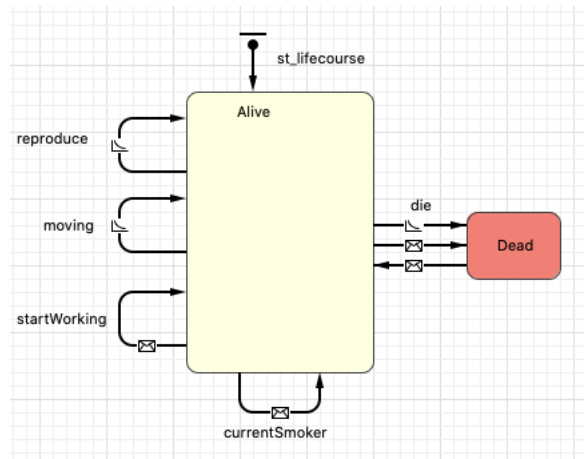 st_lifecourse
Alive
reproduce
moving
die
Dead
startWorking
currentSmoker